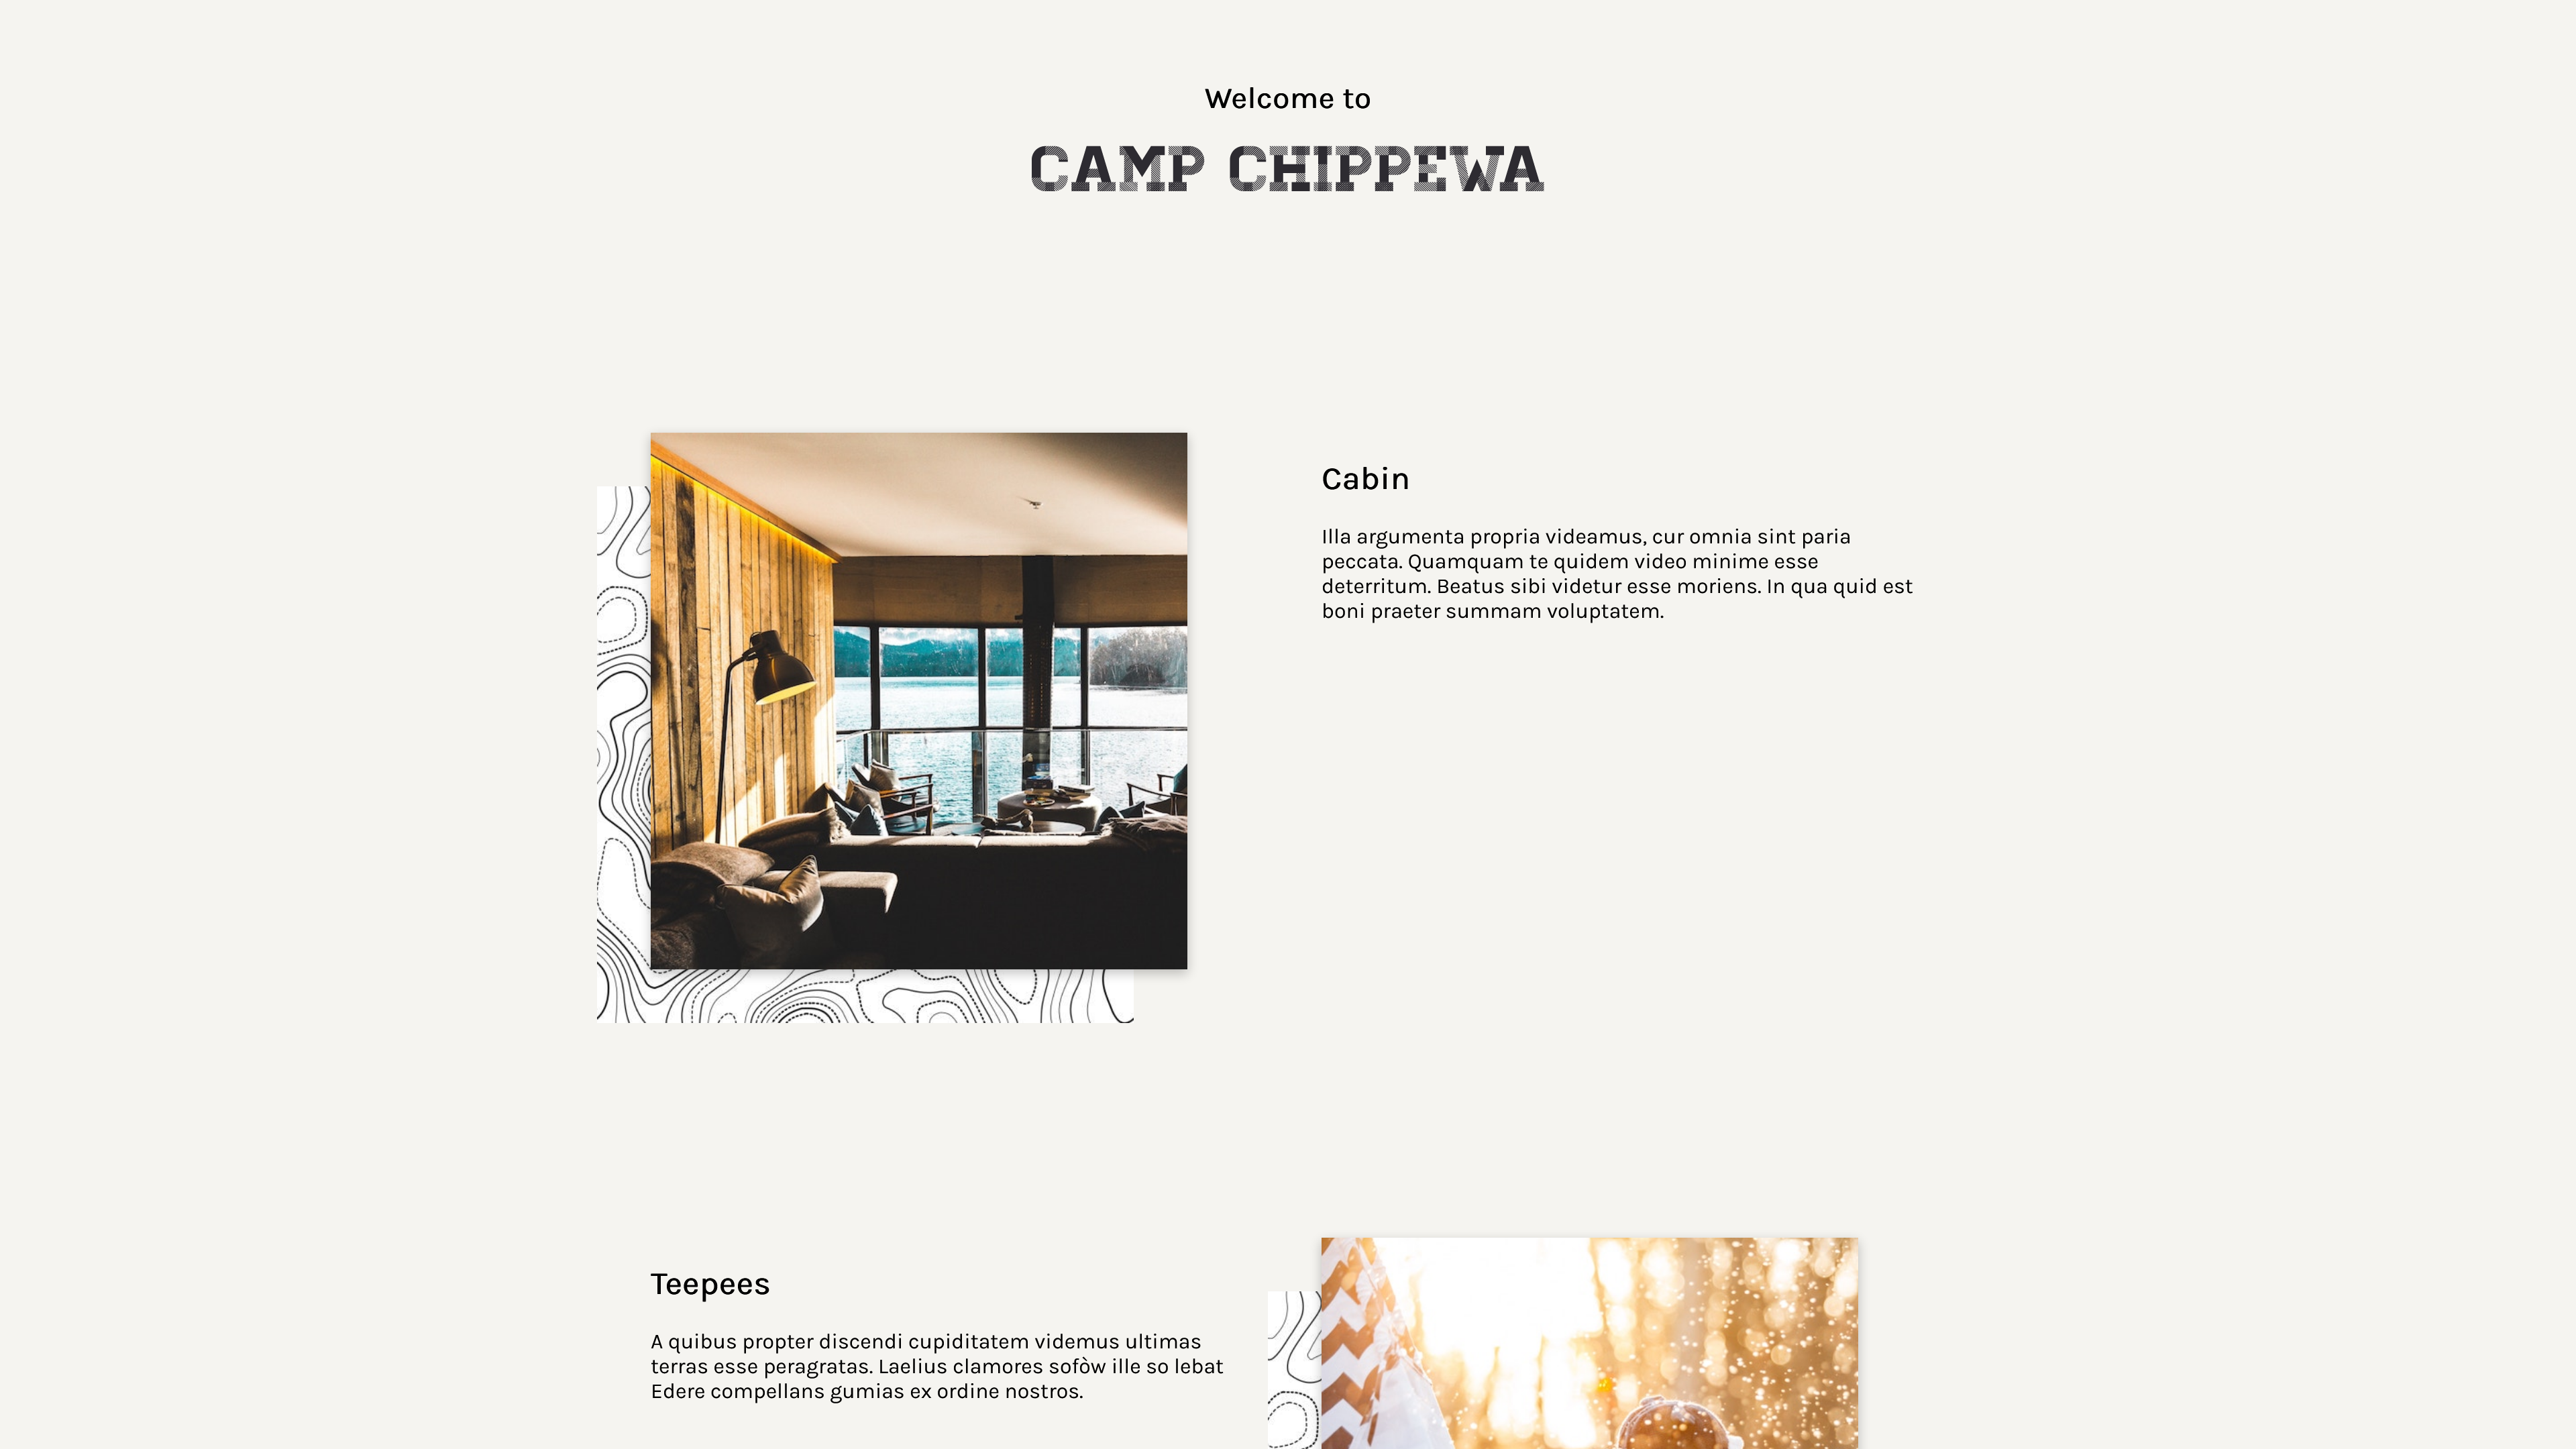 Welcome to
CAMP CHIPPEWA
Cabin
Illa argumenta propria videamus, cur omnia sint paria
peccata. Quamquam te quidem video minime esse
deterritum. Beatus sibi videtur esse moriens. In qua quid est
boni praeter summam voluptatem.
Teepees
A quibus propter discendi cupiditatem videmus ultimas
terras esse peragratas. Laelius clamores sofòw ille so lebat
Edere compellans gumias ex ordine nostros.